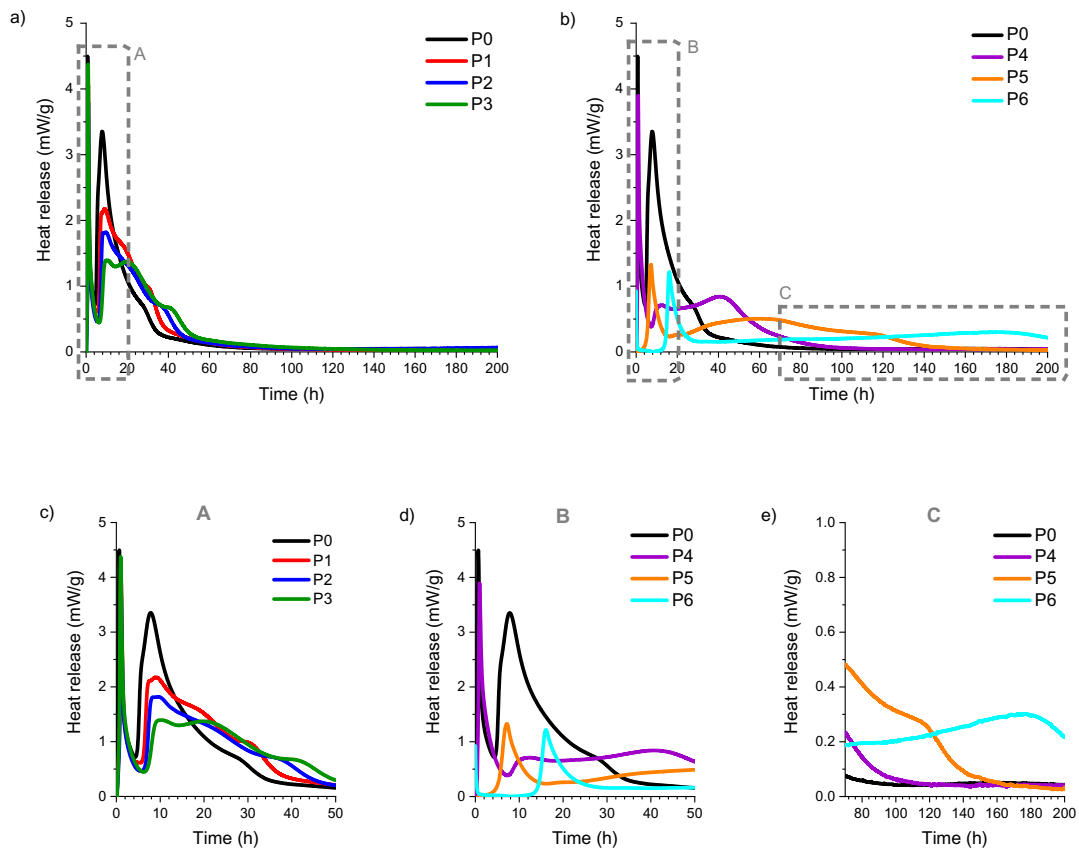 a)
Heat release (mW/g)
5
4
3
2
1
0
0 20 40 60 80 100 120 140 160 180 200
Time (h)
A
P0
P1
P2
P3
b)
Heat release (mW/g)
5
4
3
2
1
0
0 20 40 60 80 100 120 140 160 180 200
Time (h)
B
C
P0
P4
P5
P6
c)
A
Heat release (mW/g)
5
4
3
2
1
0
0 10 20 30 40 50
Time (h)
P0
P1
P2
P3
d)
B
Heat release (mW/g)
5
4
3
2
1
0
0 10 20 30 40 50
Time (h)
P0
P4
P5
P6
e)
C
Heat release (mW/g)
1.0
0.8
0.6
0.4
0.2
0.0
80 100 120 140 160 180 200
Time (h)
P0
P4
P5
P6